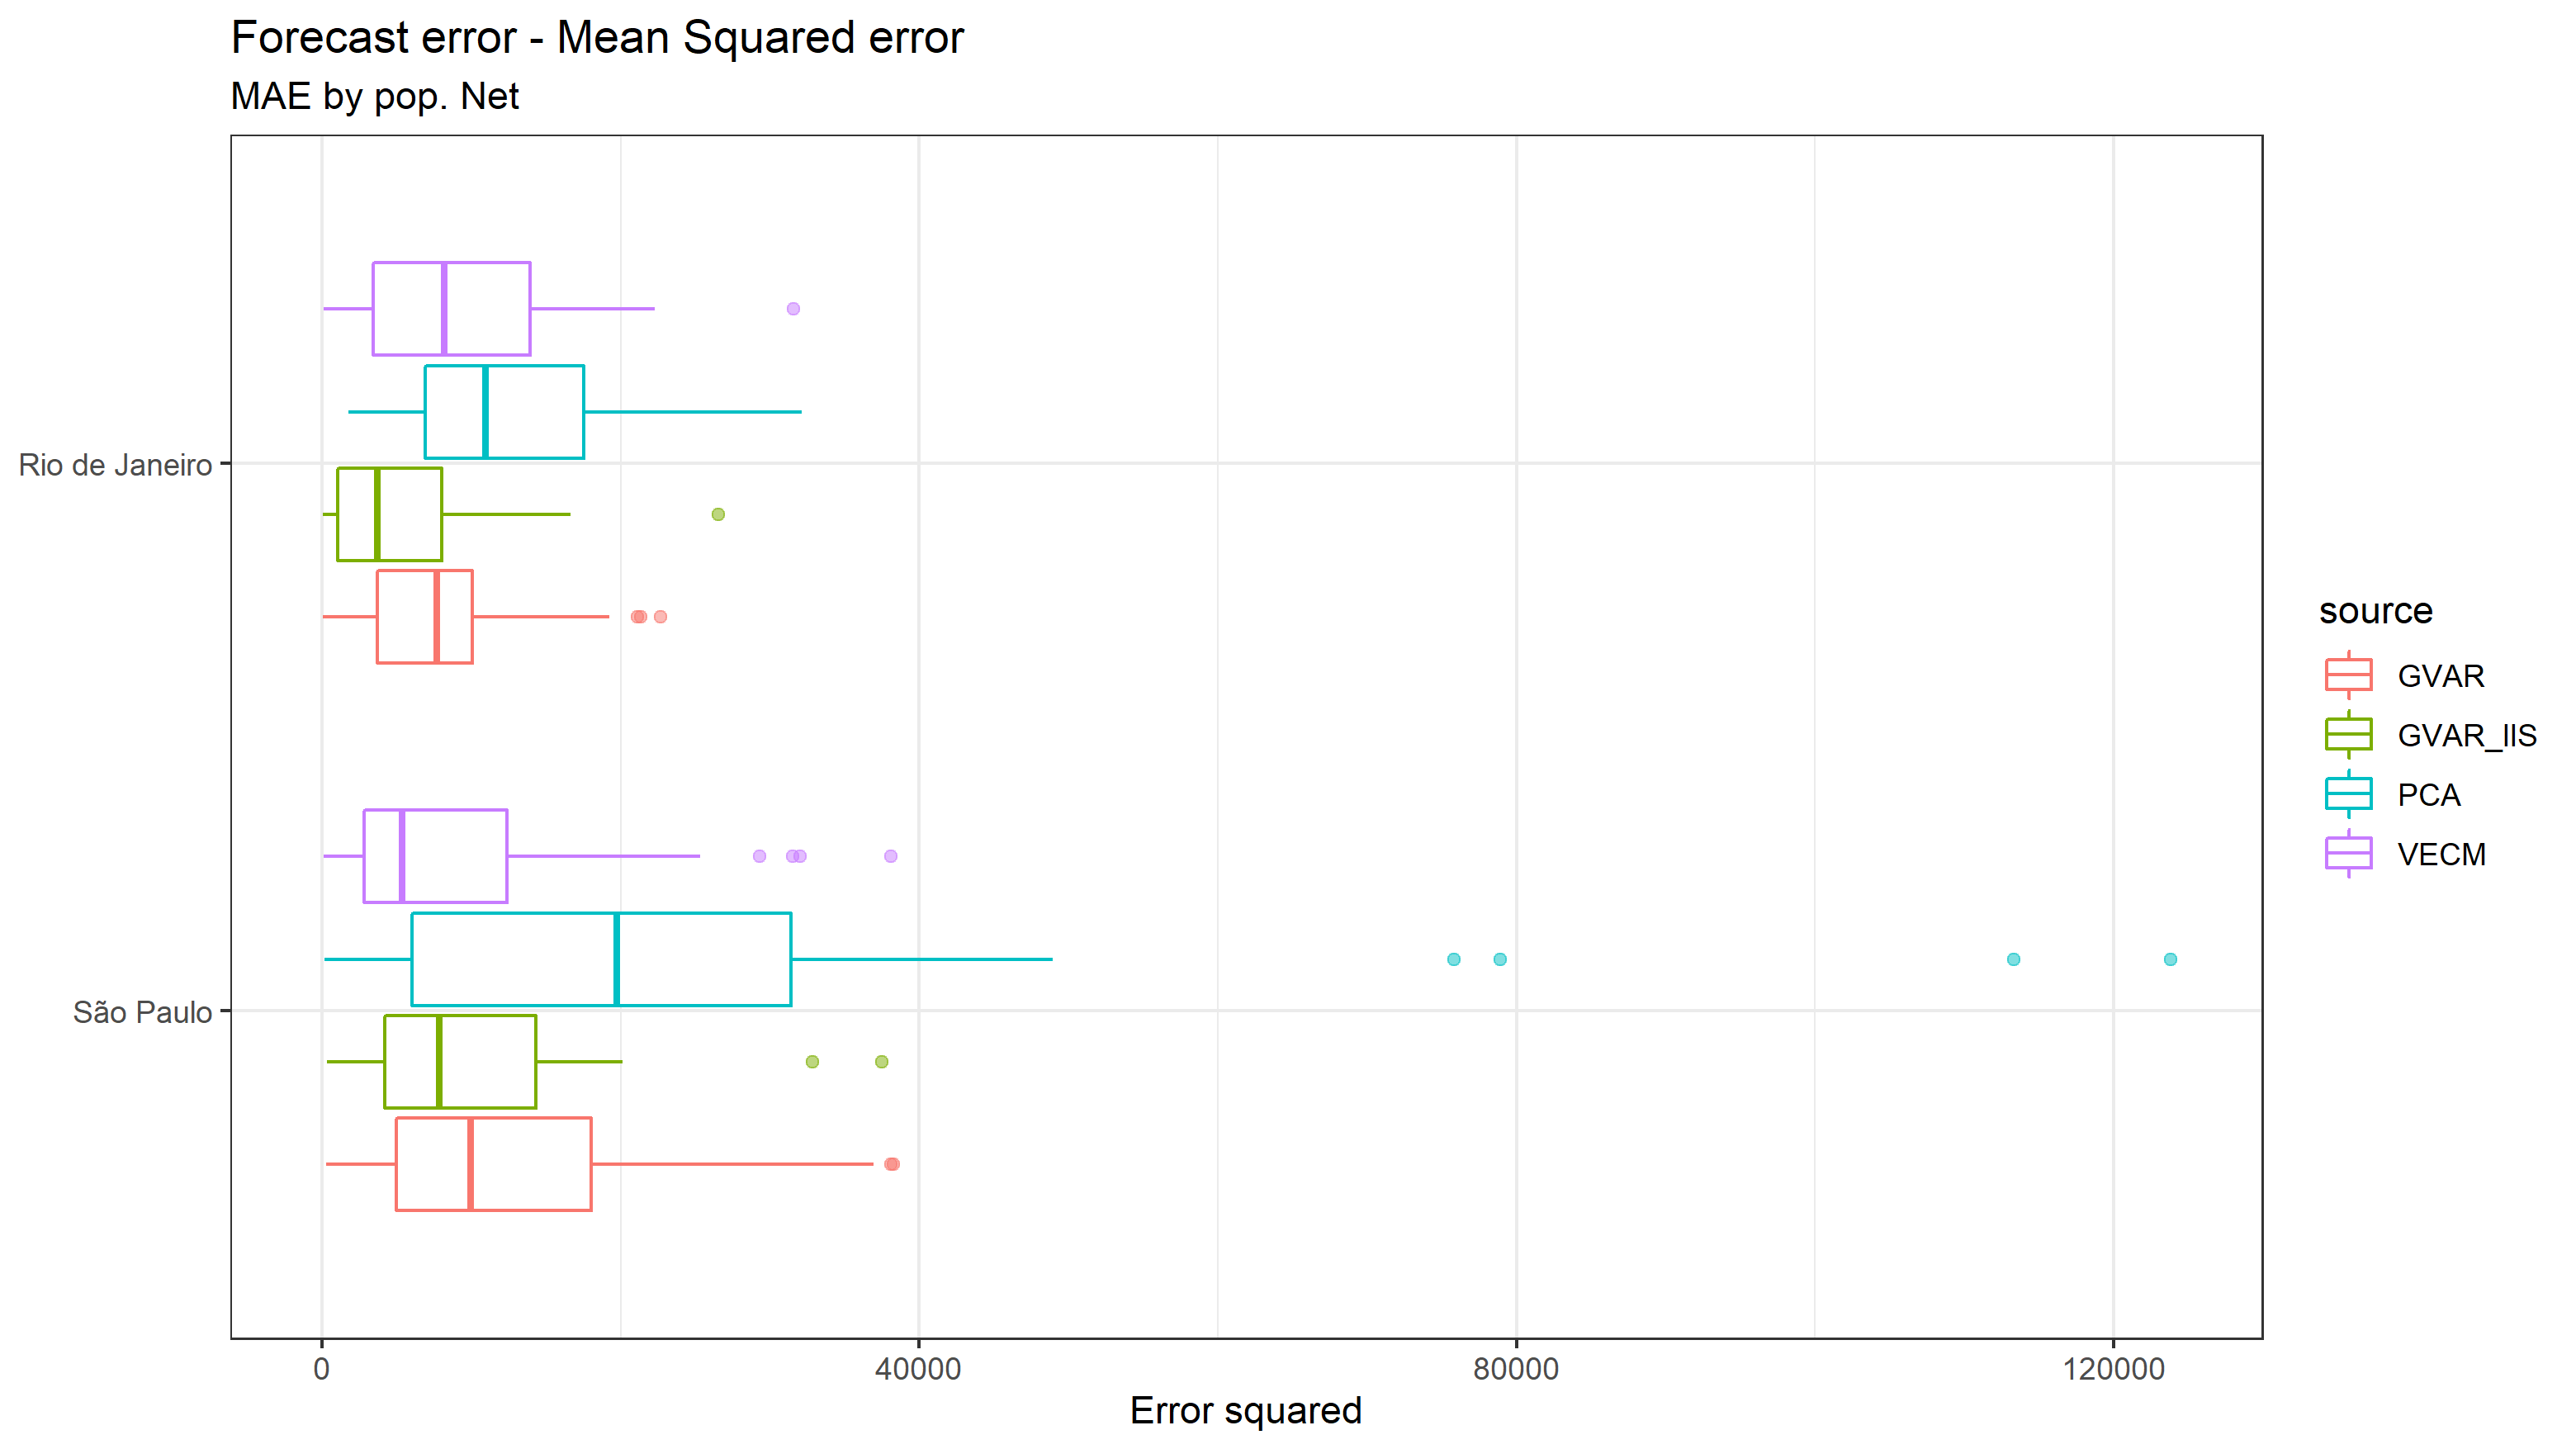 Forecast error - Mean Squared error
MAE by pop. Net
Rio de Janeiro
São Paulo
0
40000
80000
120000
Error squared
source
GVAR
GVAR_IIS
PCA
VECM